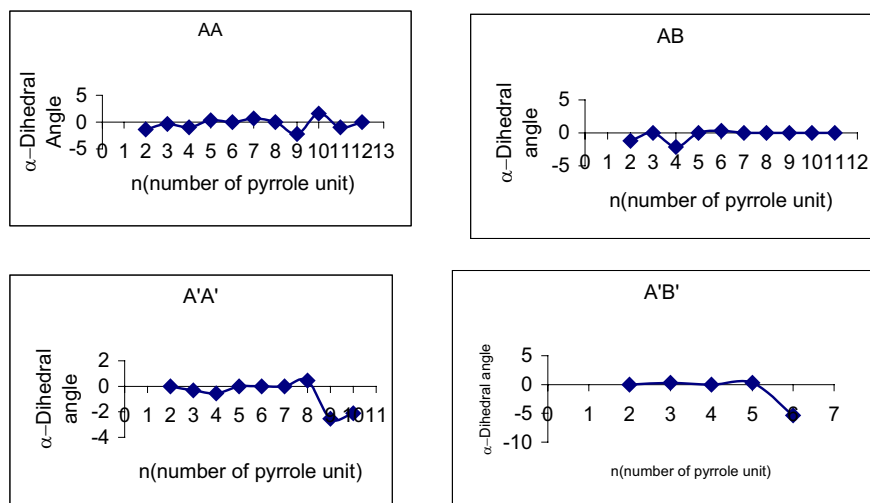 AA
α−Dihedral
Angle
5
0
-5
0 1 2 3 4 5 6 7 8 9 10 11 12 13
n(number of pyrrole unit)
AB
α−Dihedral
angle
5
0
-5
0 1 2 3 4 5 6 7 8 9 10 11 12
n(number of pyrrole unit)
A'A'
α−Dihedral
angle
2
0
-2
-4
0 1 2 3 4 5 6 7 8 9 10 11
n(number of pyrrole unit)
A'B'
α−Dihedral angle
5
0
-5
-10
0 1 2 3 4 5 6 7
n(number of pyrrole unit)